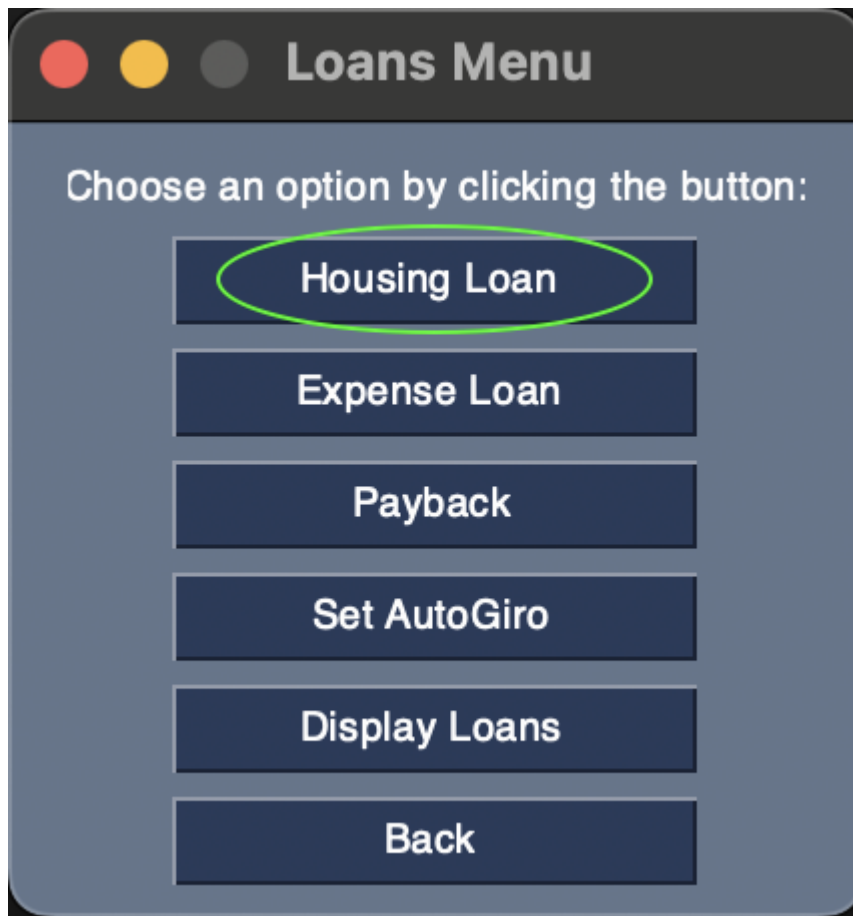 Loans Menu
Choose an option by clicking the button:
Housing Loan
Expense Loan
Payback
Set AutoGiro
Display Loans
Back